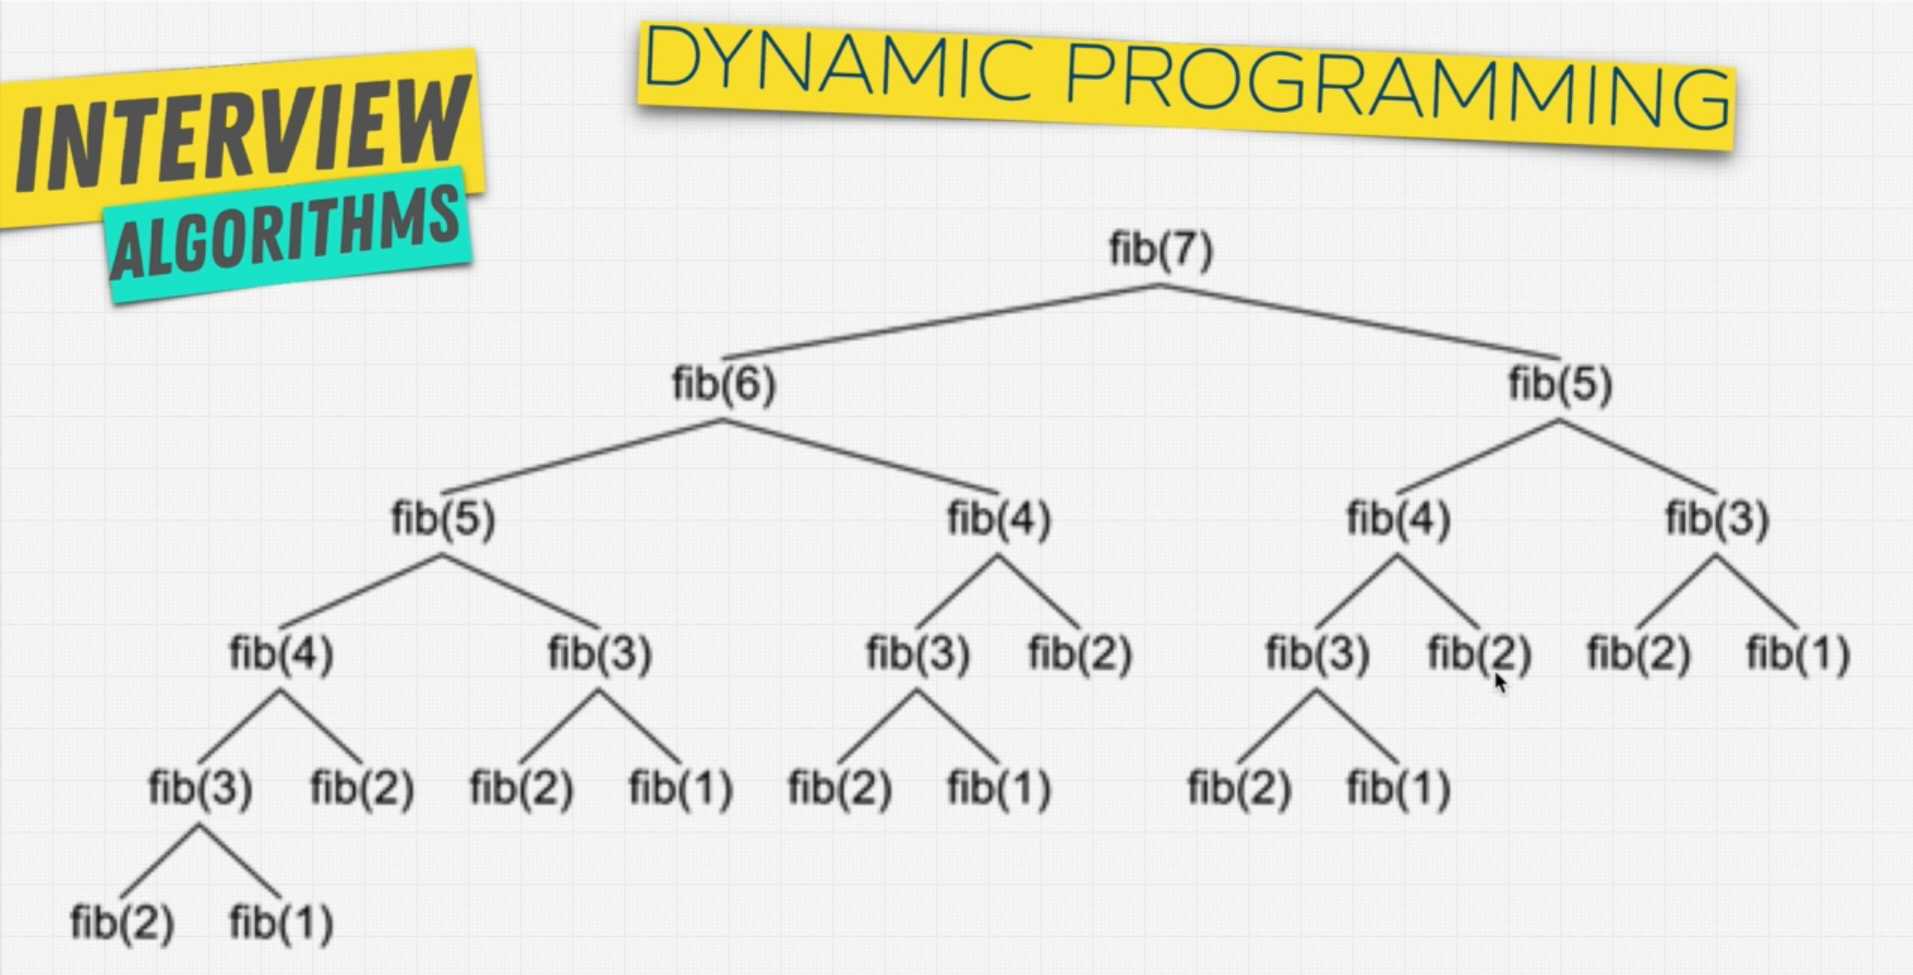 DYNAMIC PROGRAMMING
INTERVIEW
ALGORITHMS
fib(7)
fib(6) fib(5)
fib(5) fib(4) fib(4) fib(3)
fib(4) fib(3) fib(3) fib(2) fib(3) fib(2) fib(2) fib(1)
fib(3) fib(2) fib(2) fib(1) fib(2) fib(1) fib(2) fib(1)
fib(2) fib(1)